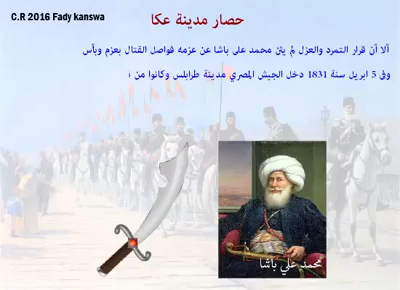 C.R 2016 Fady kanswa
حصار مدينة عكا
ألا أن قرار التمرد والعزل لم يثن محمد على باشا عن عزمه فواصل القتال بعزم وبأس
وفى 5 ابريل سنة 1831 دخل الجيش المصري مدينة طرابلس وكانوا من
محمد علي باشا